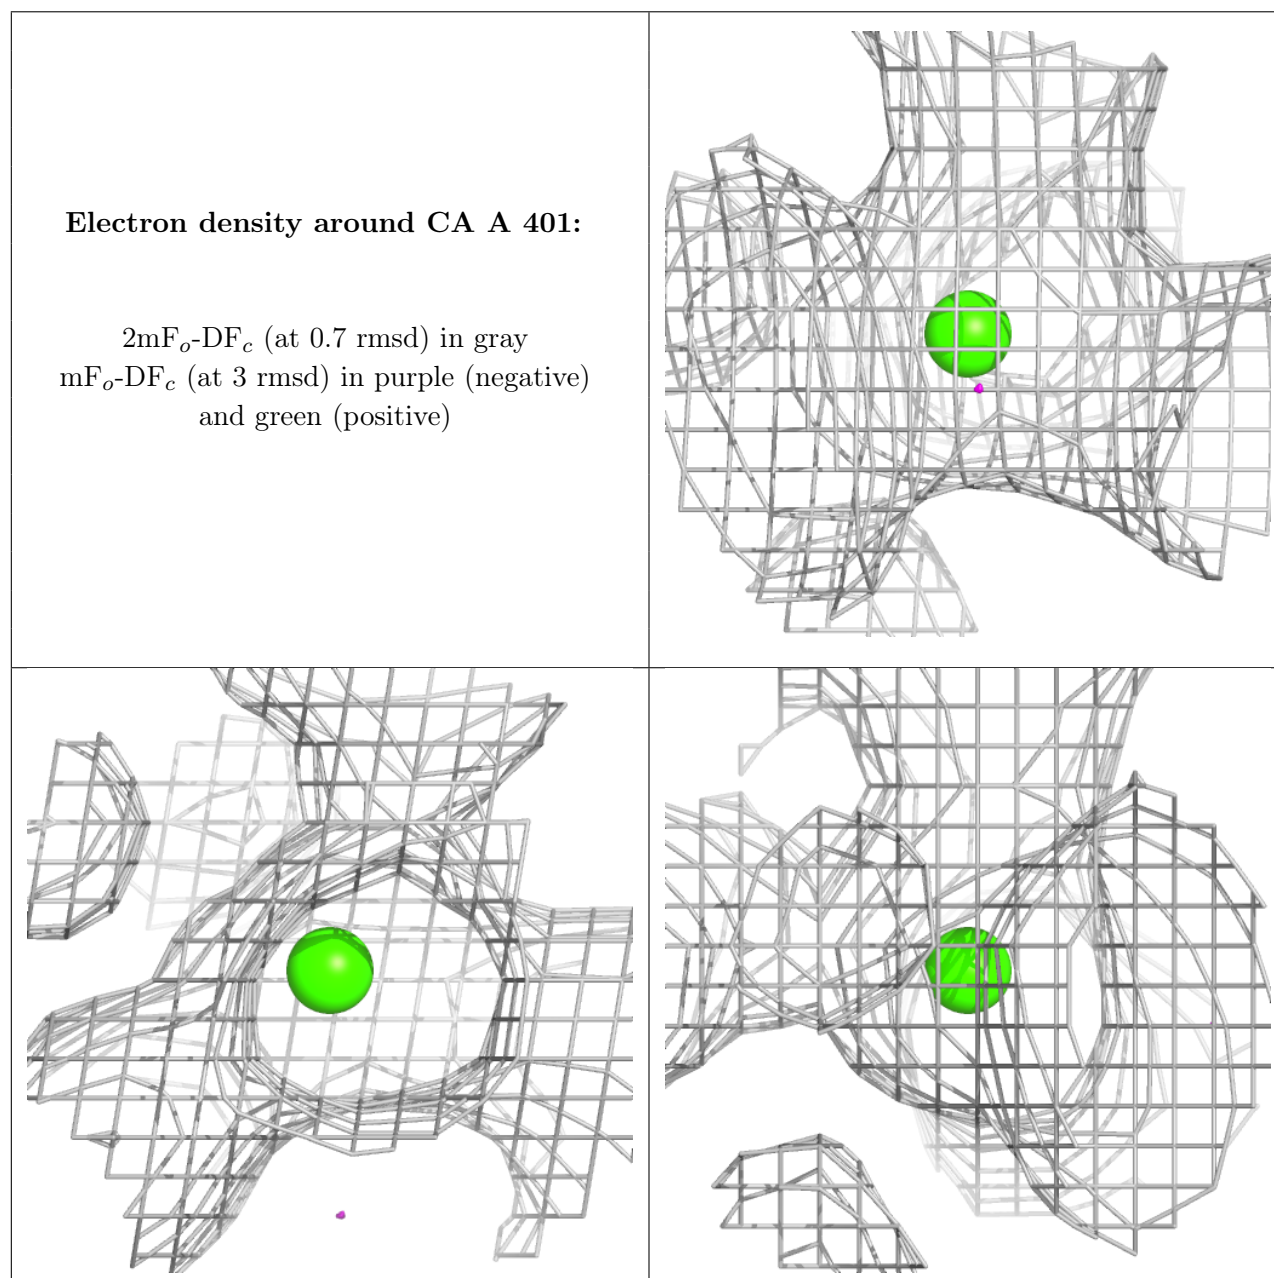 Electron density around CA A 401:
2mFo-DFc (at 0.7 rmsd) in gray
mFo-DFc (at 3 rmsd) in purple (negative)
and green (positive)